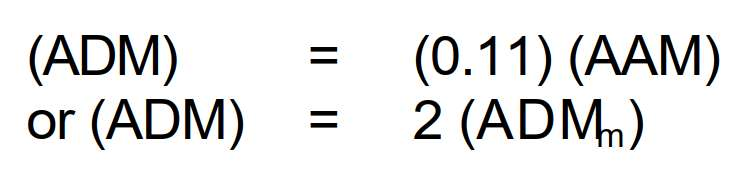 (ADM) = (0.11) (AAM)
or (ADM) = 2 (ADMm)